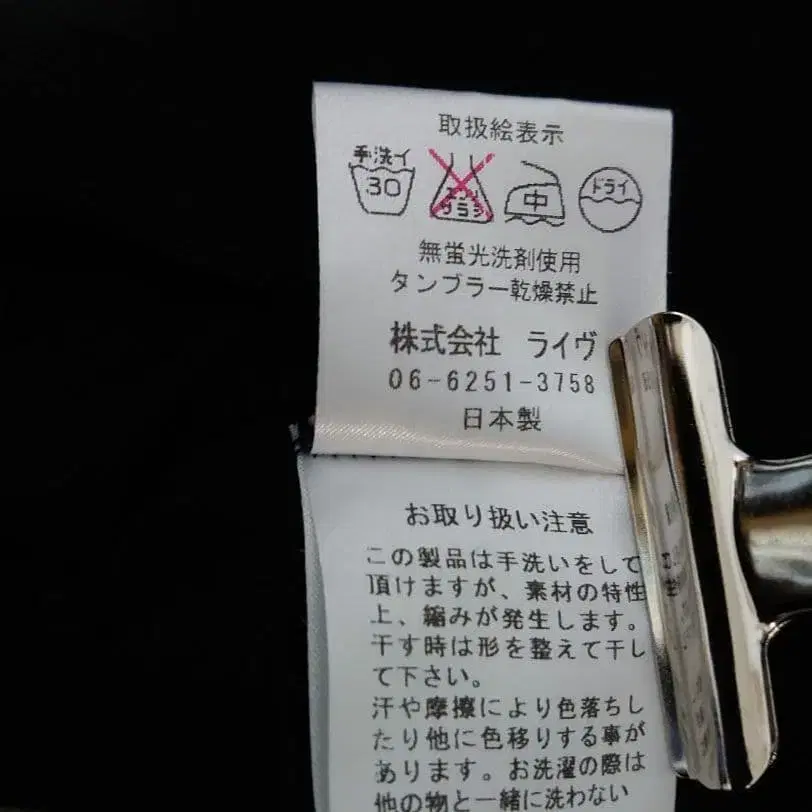 取扱絵表示
手洗イ
30
エンソ
サラシ
中
ドライ
無蛍光洗剤使用
タンブラー乾燥禁止
株式会社 ライヴ
06-6251-3758
日本製
お取り扱い注意
この製品は手洗いをして
頂けますが、素材の特性
上、縮みが発生します。
干す時は形を整えて干し
て下さい。
汗や摩擦により色落ちし
たり他に色移りする事が
あります。お洗濯の際は
他の物と一緒に洗わない